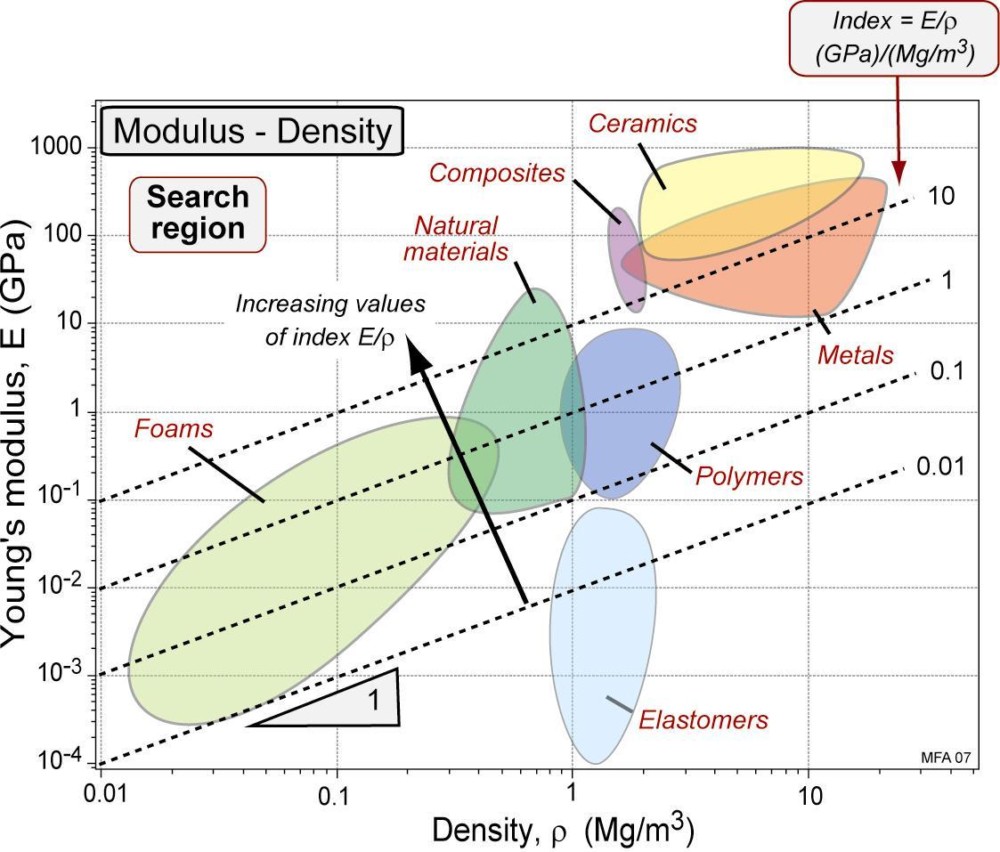 Index = E/ρ
(GPa)/(Mg/m³)
Modulus - Density
Ceramics
1000
Composites
Search
region
10
Natural
materials
100
1
Increasing values
of index E/ρ
10
Metals
0.1
1
Foams
0.01
Polymers
10⁻¹
10⁻²
10⁻³
1
Elastomers
10⁻⁴
MFA 07
0.01
0.1
1
10
Density, ρ (Mg/m³)
Young's modulus, E (GPa)